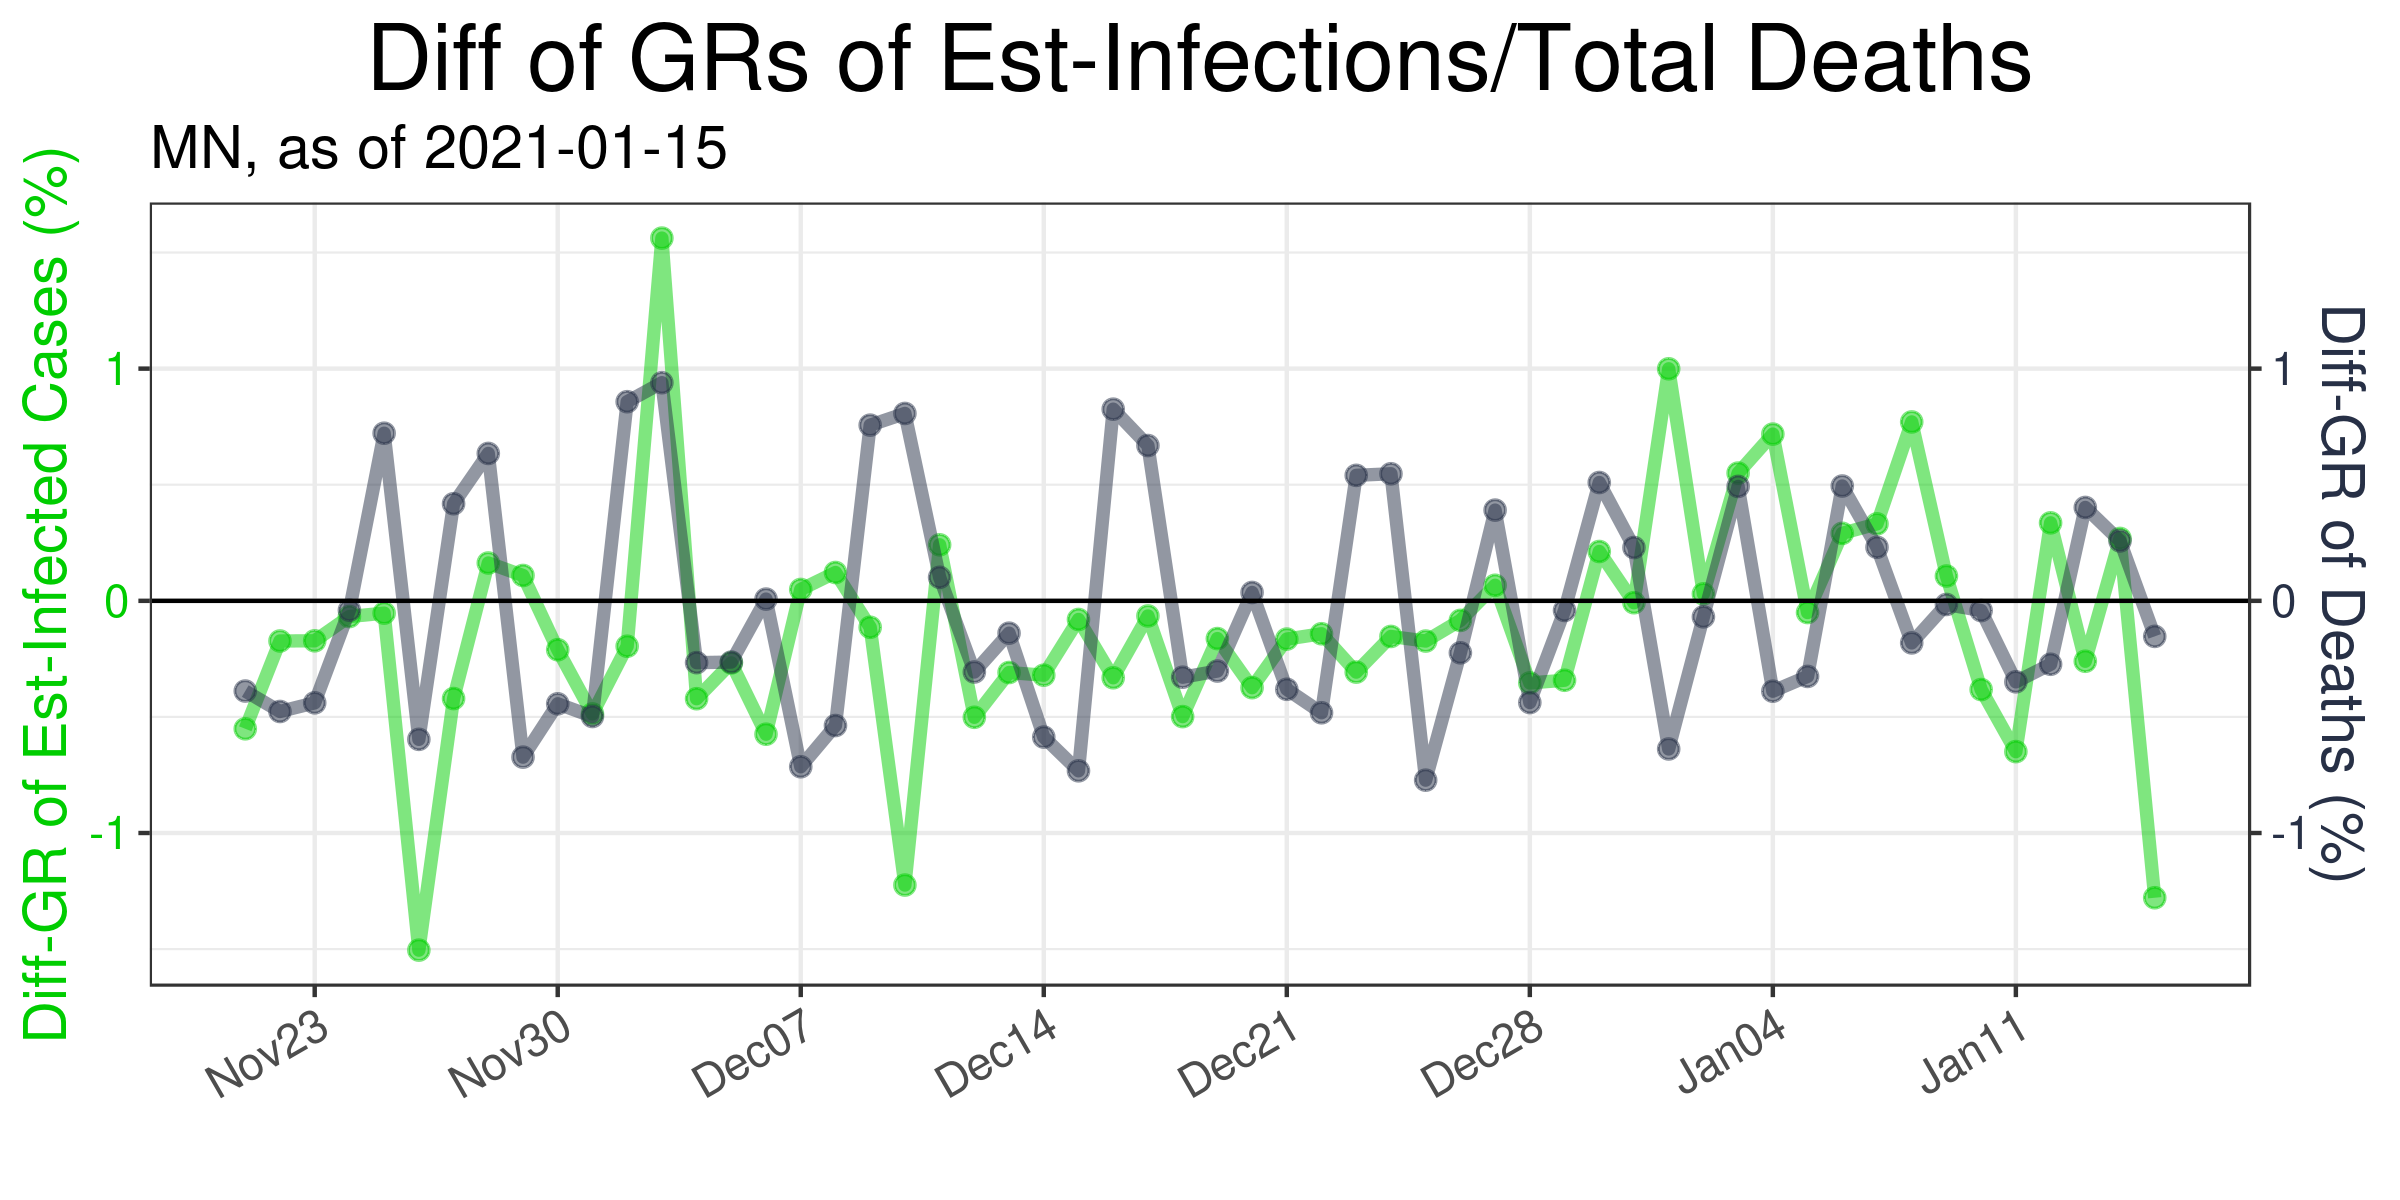 Diff of GRs of Est-Infections/Total Deaths
MN, as of 2021-01-15
Diff-GR of Est-Infected Cases (%)
1
0
-1
1
0
-1
Diff-GR of Deaths (%)
Nov23
Nov30
Dec07
Dec14
Dec21
Dec28
Jan04
Jan11